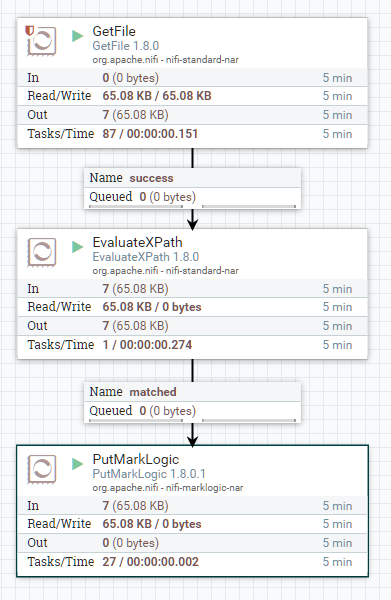 GetFile
GetFile 1.8.0
org.apache.nifi - nifi-standard-nar
In 0 (0 bytes) 5 min
Read/Write 65.08 KB / 65.08 KB 5 min
Out 7 (65.08 KB) 5 min
Tasks/Time 87 / 00:00:00.151 5 min
Name success
Queued 0 (0 bytes)
EvaluateXPath
EvaluateXPath 1.8.0
org.apache.nifi - nifi-standard-nar
In 7 (65.08 KB) 5 min
Read/Write 65.08 KB / 0 bytes 5 min
Out 7 (65.08 KB) 5 min
Tasks/Time 1 / 00:00:00.274 5 min
Name matched
Queued 0 (0 bytes)
PutMarkLogic
PutMarkLogic 1.8.0.1
org.apache.nifi - nifi-marklogic-nar
In 7 (65.08 KB) 5 min
Read/Write 65.08 KB / 0 bytes 5 min
Out 0 (0 bytes) 5 min
Tasks/Time 27 / 00:00:00.002 5 min